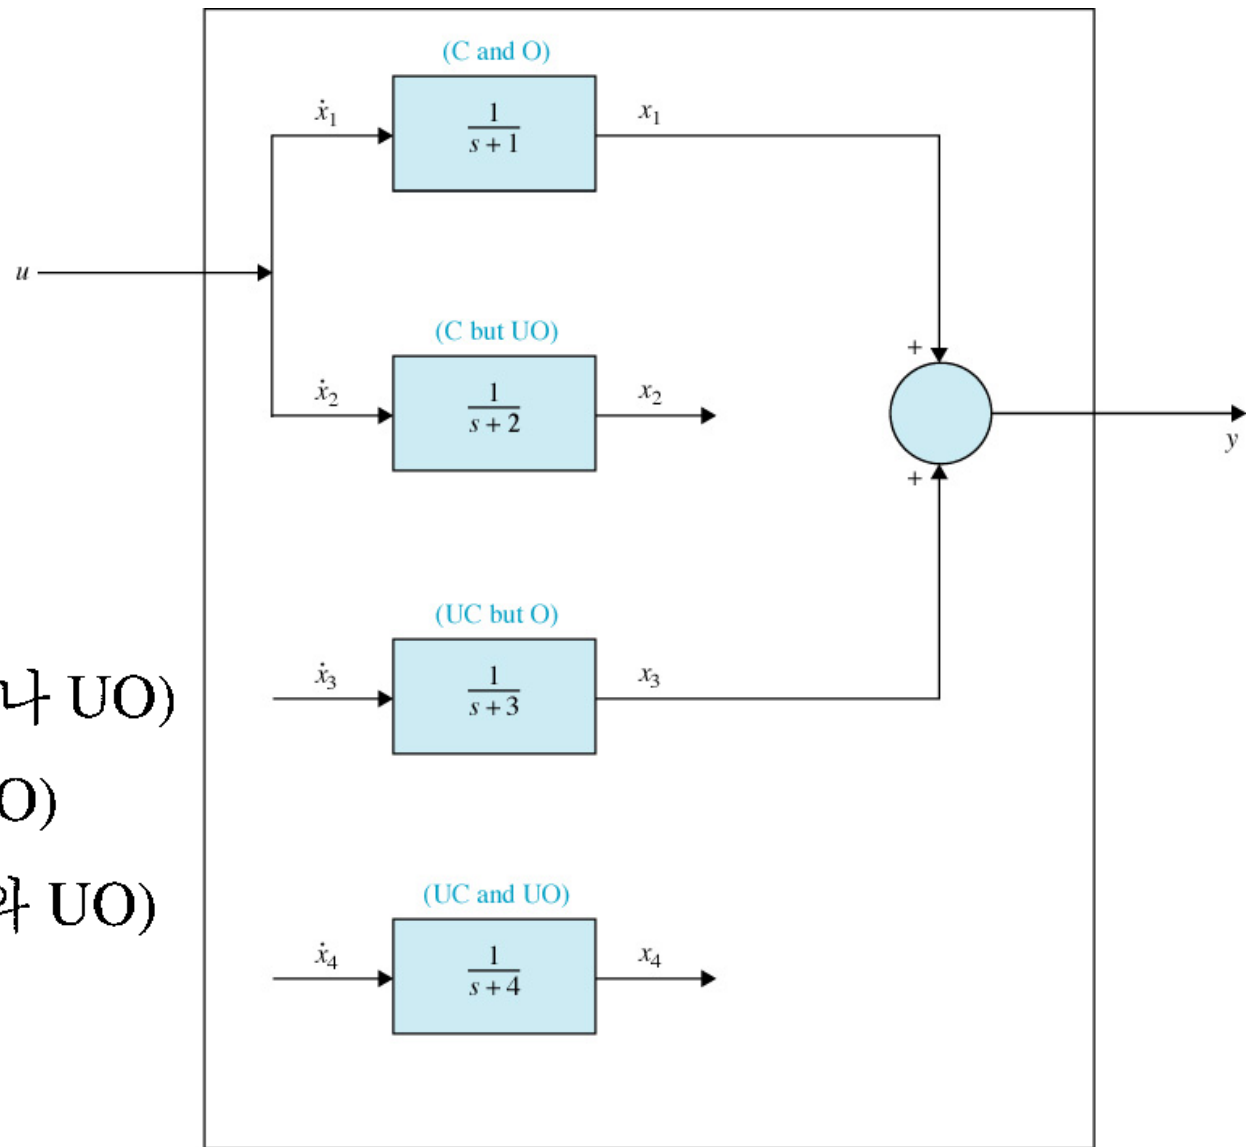 (C and O)
ẋ₁
1
s + 1
x₁
u
(C but UO)
ẋ₂
1
s + 2
x₂
+
y
+
(UC but O)
ẋ₃
1
s + 3
x₃
나 UO)
O)
와 UO)
(UC and UO)
ẋ₄
1
s + 4
x₄